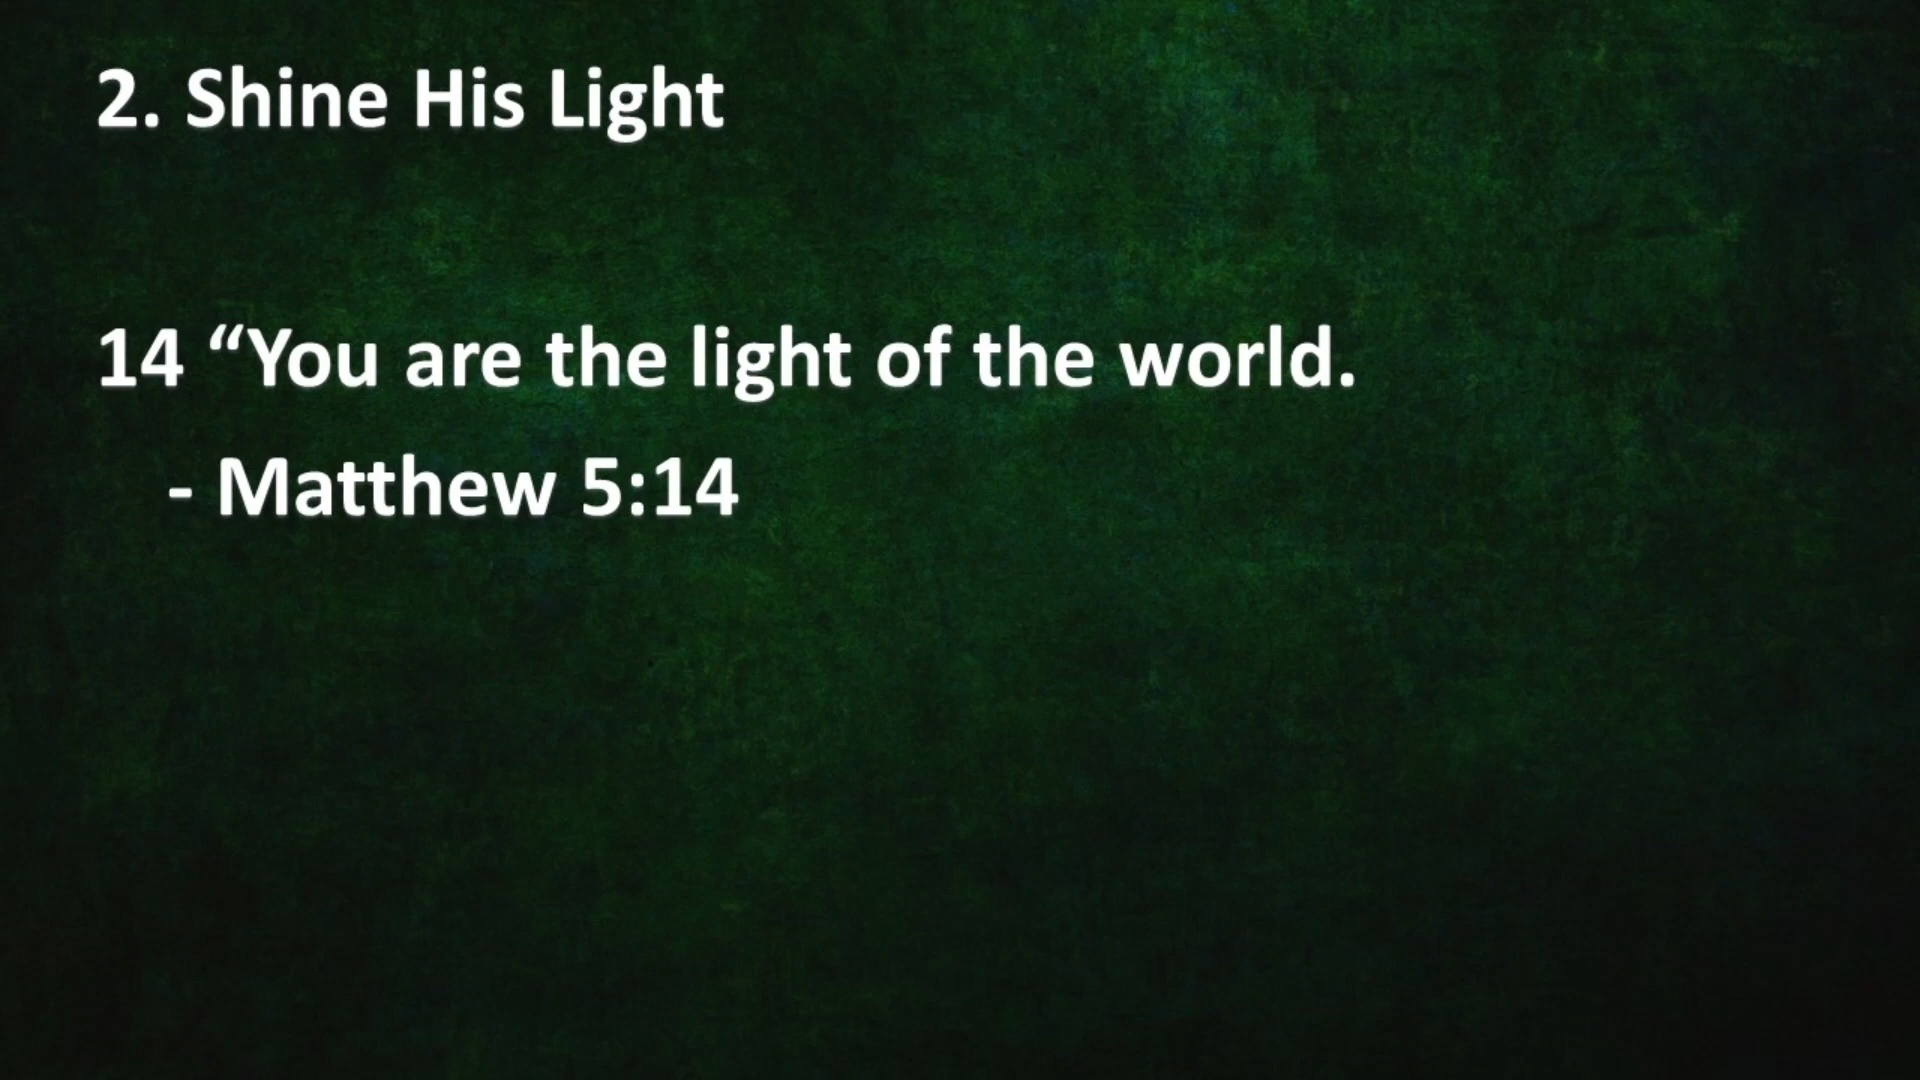 2. Shine His Light
14 “You are the light of the world.
- Matthew 5:14